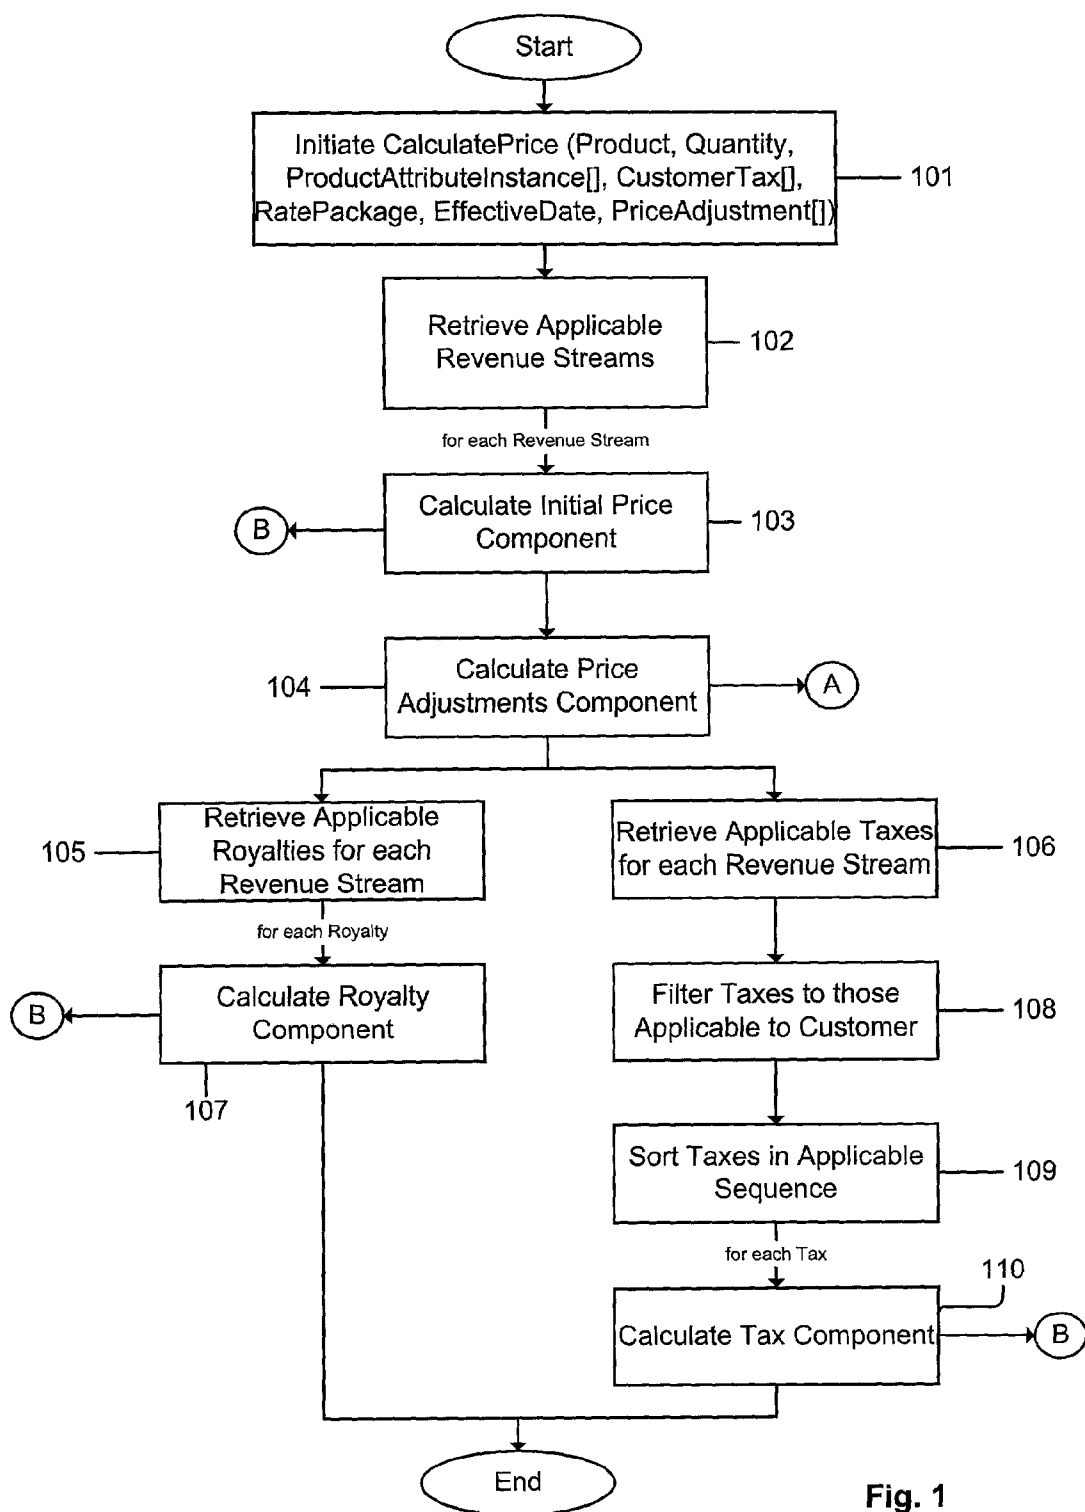 Start
Initiate CalculatePrice (Product, Quantity,
ProductAttributeInstance[], CustomerTax[],
RatePackage, EffectiveDate, PriceAdjustment[])
101
Retrieve Applicable
Revenue Streams
102
for each Revenue Stream
Calculate Initial Price
Component
103
B
Calculate Price
Adjustments Component
104
A
Retrieve Applicable
Royalties for each
Revenue Stream
105
Retrieve Applicable Taxes
for each Revenue Stream
106
for each Royalty
Calculate Royalty
Component
B
107
Filter Taxes to those
Applicable to Customer
108
Sort Taxes in Applicable
Sequence
109
for each Tax
110
Calculate Tax Component
B
End
Fig. 1